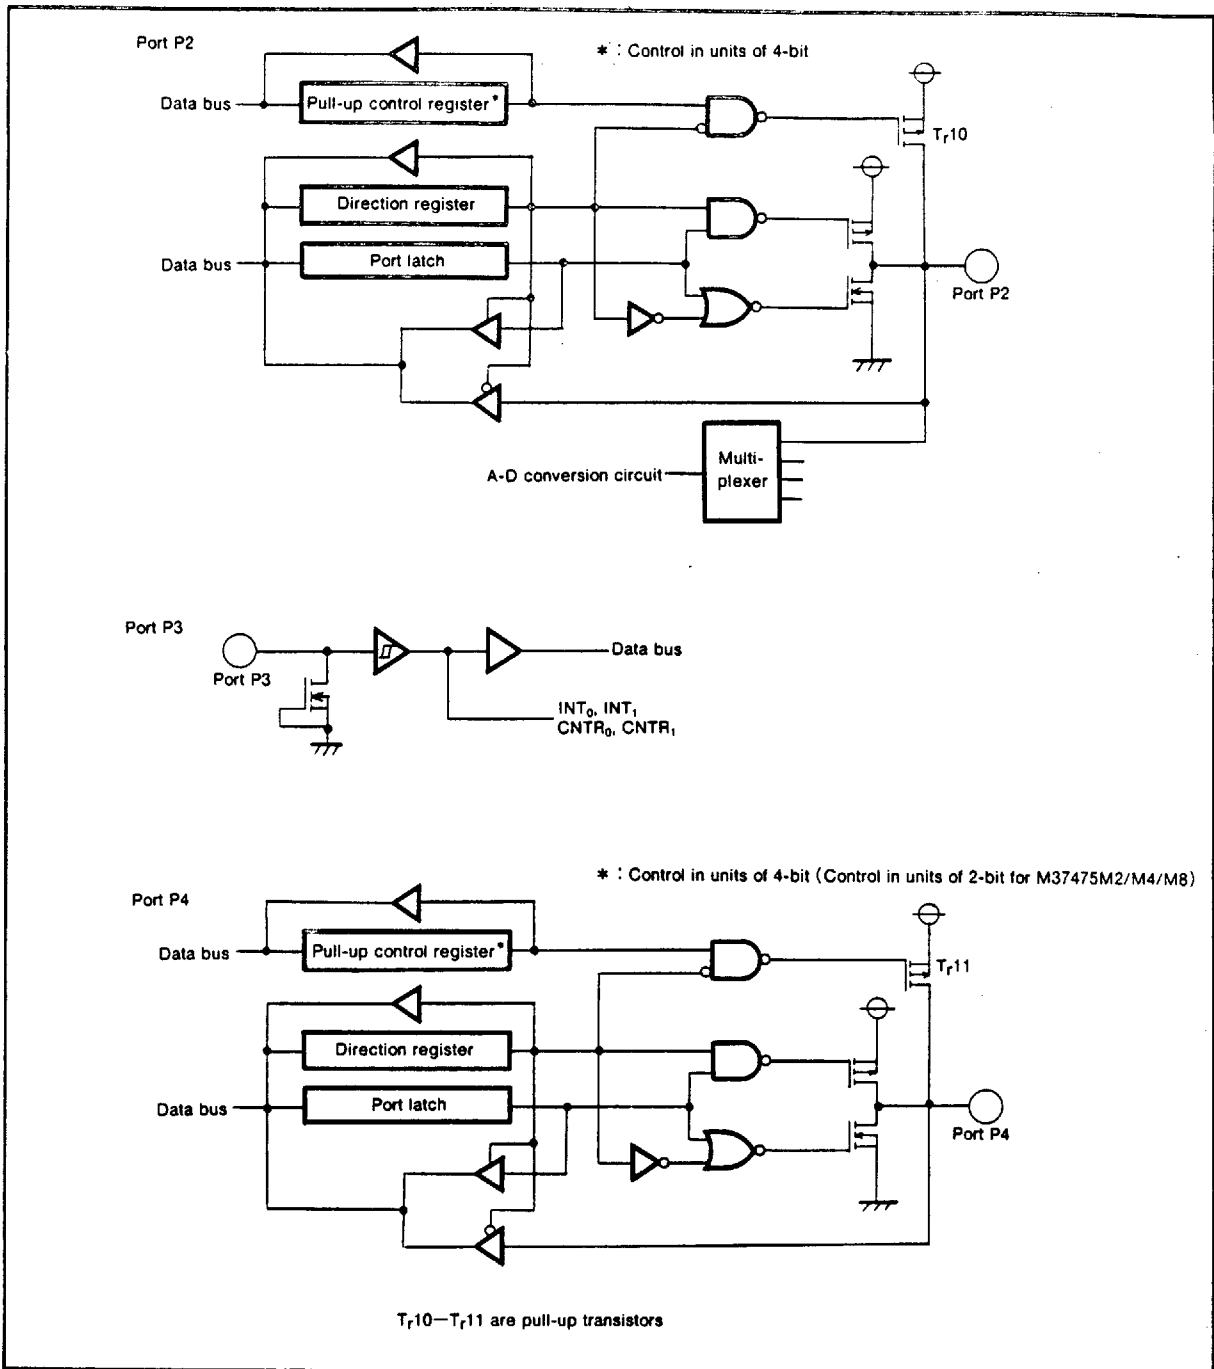 Port P2
* : Control in units of 4-bit
Data bus
Pull-up control register*
Tr10
Direction register
Data bus
Port latch
Port P2
A-D conversion circuit
Multi-
plexer
Port P3
Port P3
Data bus
INT0, INT1
CNTR0, CNTR1
* : Control in units of 4-bit (Control in units of 2-bit for M37475M2/M4/M8)
Port P4
Data bus
Pull-up control register*
Tr11
Direction register
Data bus
Port latch
Port P4
Tr10—Tr11 are pull-up transistors